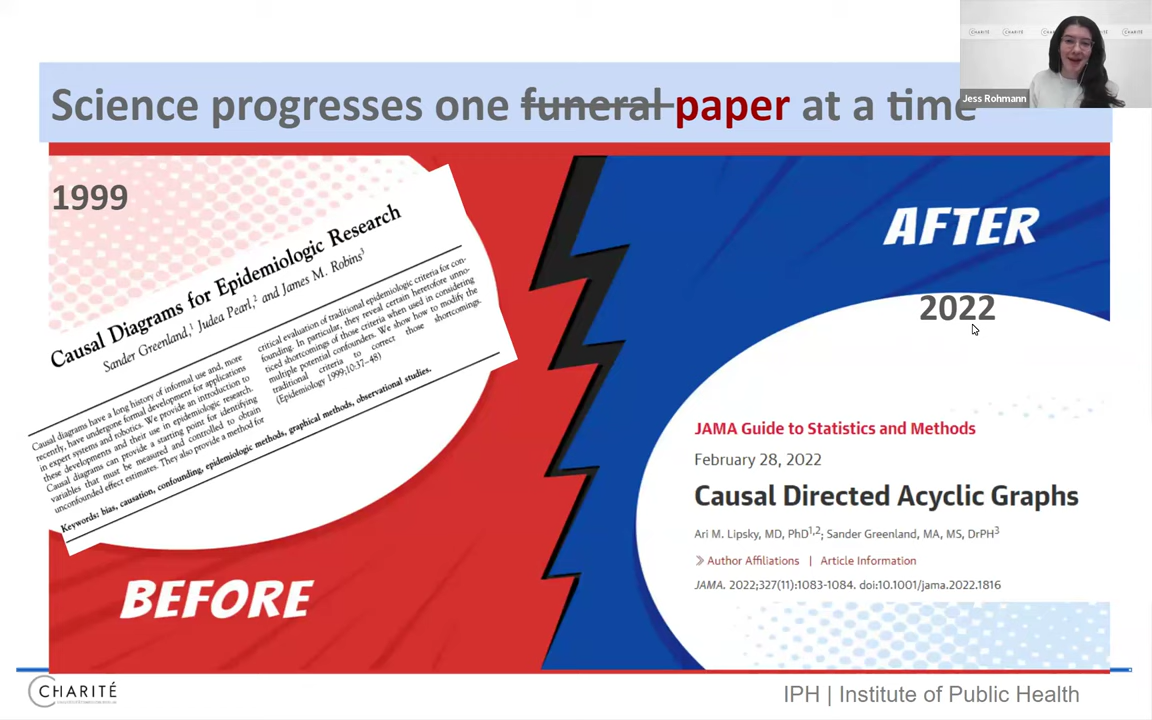 CHARITÉ
Jess Rohmann
Science progresses one funeral paper at a time
1999
Causal Diagrams for Epidemiologic Research
Sander Greenland,¹ Judea Pearl,² and James M. Robins³
Causal diagrams have a long history of informal use and, more
recently, have undergone formal development for applications
in expert systems and robotics. We provide an introduction to
these developments and their use in epidemiologic research.
Causal diagrams can provide a starting point for identifying
variables that must be measured and controlled to obtain
unconfounded effect estimates. They also provide a method for
critical evaluation of traditional epidemiologic criteria for con-
founding. In particular, they reveal certain heretofore unno-
ticed shortcomings of those criteria when used in considering
multiple potential confounders. We show how to modify the
traditional criteria to correct those shortcomings.
(Epidemiology 1999;10:37–48)
Keywords: bias, causation, confounding, epidemiologic methods, graphical methods, observational studies.
BEFORE
AFTER
2022
JAMA Guide to Statistics and Methods
February 28, 2022
Causal Directed Acyclic Graphs
Ari M. Lipsky, MD, PhD1,2; Sander Greenland, MA, MS, DrPH3
Author Affiliations | Article Information
JAMA. 2022;327(11):1083-1084. doi:10.1001/jama.2022.1816
CHARITÉ
IPH | Institute of Public Health